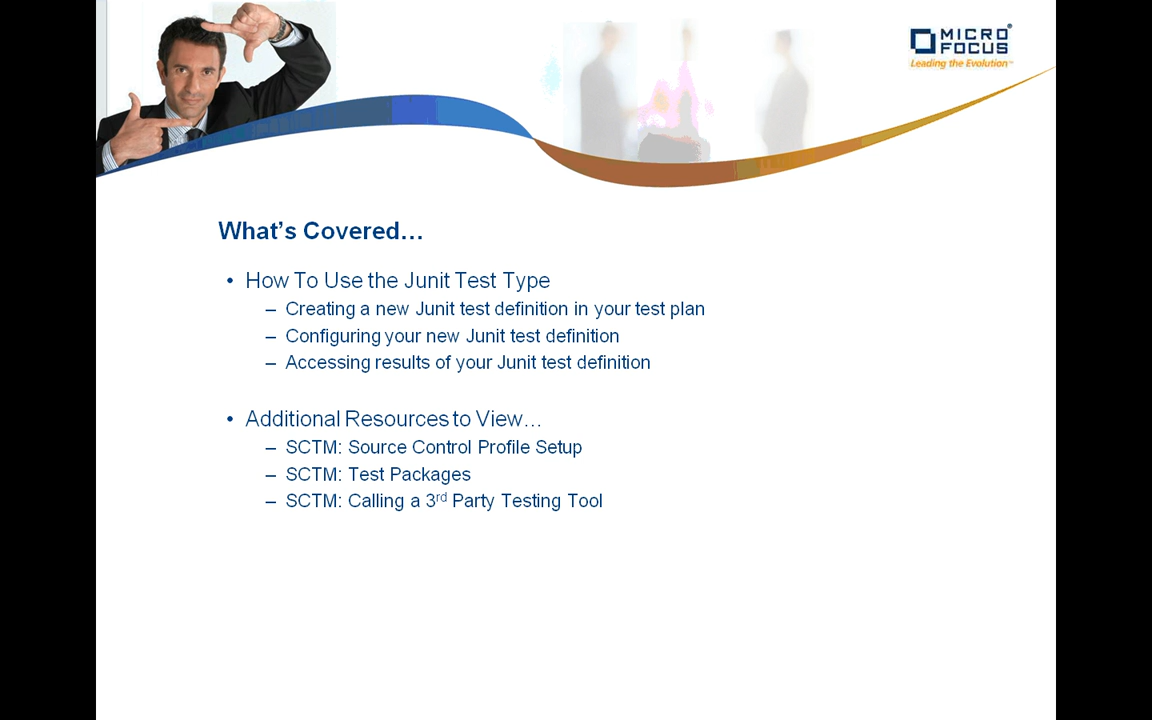 MICRO
FOCUS®
Leading the Evolution™
What's Covered…
• How To Use the Junit Test Type
– Creating a new Junit test definition in your test plan
– Configuring your new Junit test definition
– Accessing results of your Junit test definition
• Additional Resources to View…
– SCTM: Source Control Profile Setup
– SCTM: Test Packages
– SCTM: Calling a 3rd Party Testing Tool